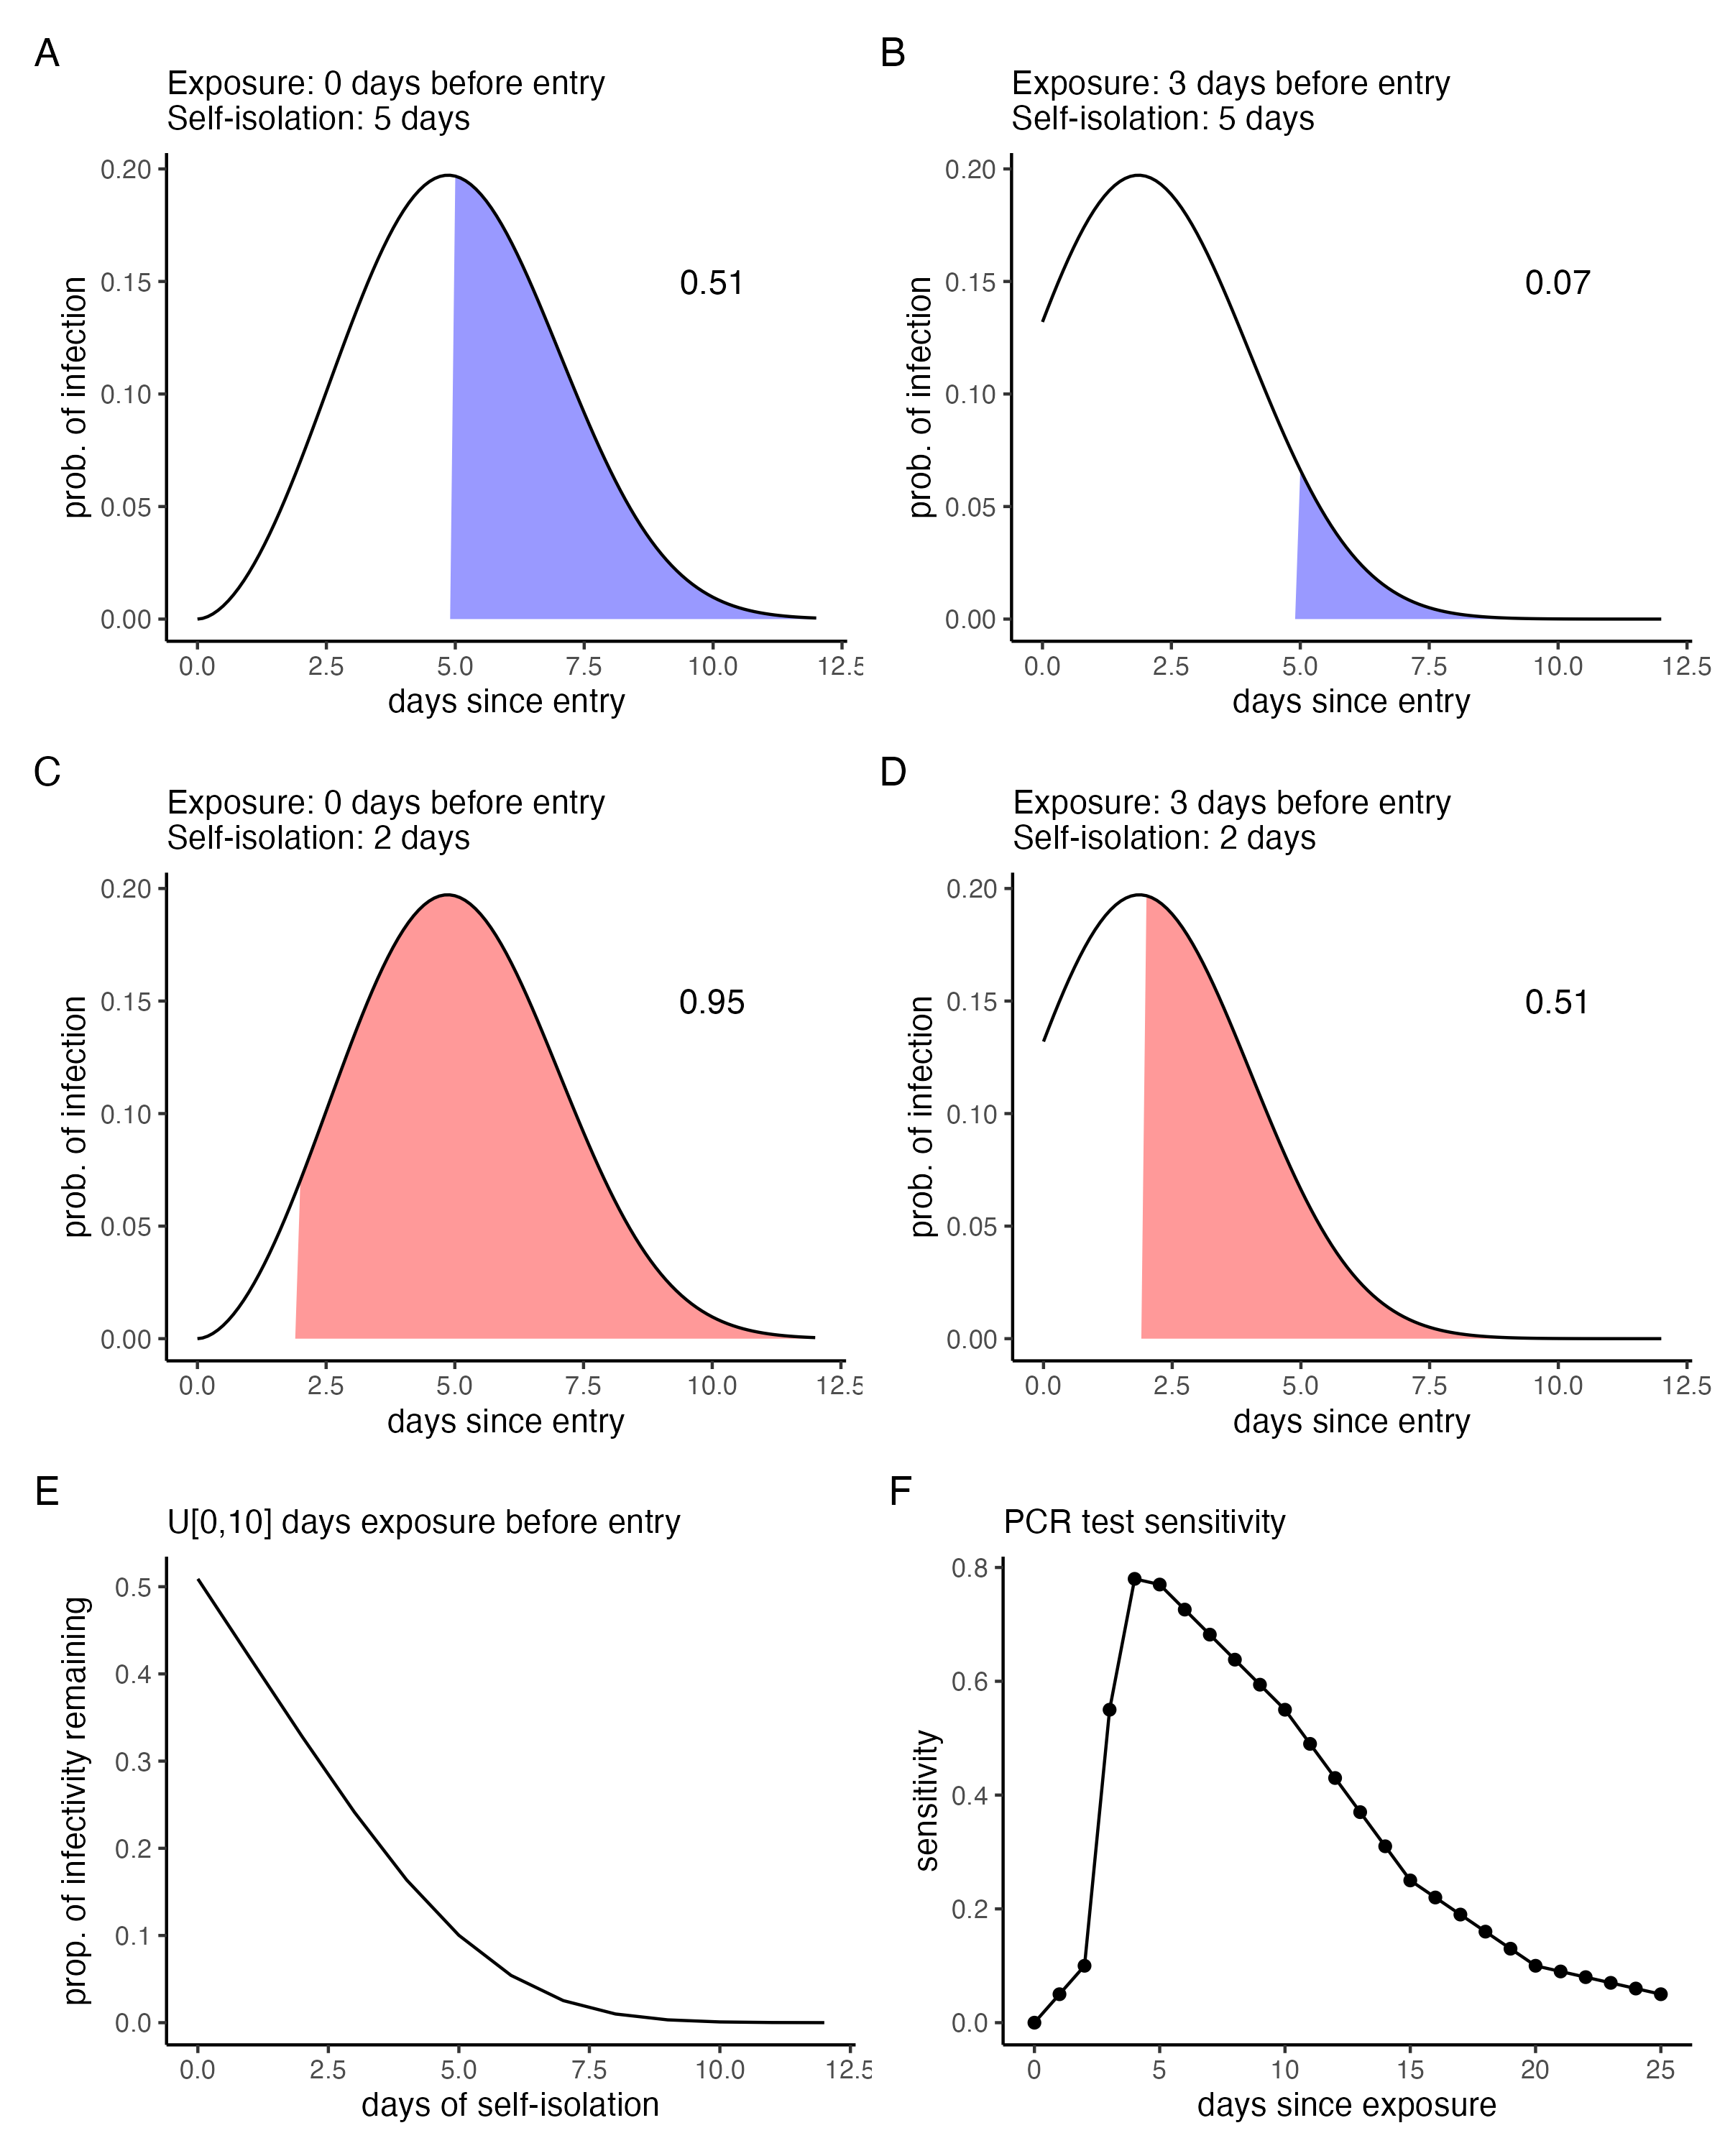 A
Exposure: 0 days before entry
Self-isolation: 5 days
prob. of infection
0.20
0.15
0.10
0.05
0.00
0.51
0.0 2.5 5.0 7.5 10.0 12.5
days since entry
B
Exposure: 3 days before entry
Self-isolation: 5 days
prob. of infection
0.20
0.15
0.10
0.05
0.00
0.07
0.0 2.5 5.0 7.5 10.0 12.5
days since entry
C
Exposure: 0 days before entry
Self-isolation: 2 days
prob. of infection
0.20
0.15
0.10
0.05
0.00
0.95
0.0 2.5 5.0 7.5 10.0 12.5
days since entry
D
Exposure: 3 days before entry
Self-isolation: 2 days
prob. of infection
0.20
0.15
0.10
0.05
0.00
0.51
0.0 2.5 5.0 7.5 10.0 12.5
days since entry
E
U[0,10] days exposure before entry
prop. of infectivity remaining
0.5
0.4
0.3
0.2
0.1
0.0
0.0 2.5 5.0 7.5 10.0 12.5
days of self-isolation
F
PCR test sensitivity
sensitivity
0.8
0.6
0.4
0.2
0.0
0 5 10 15 20 25
days since exposure